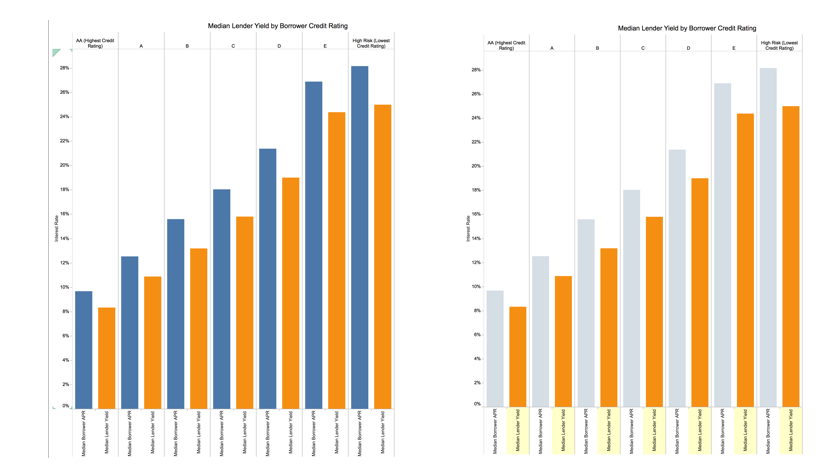 Median Lender Yield by Borrower Credit Rating
AA (Highest Credit
Rating)
A
B
C
D
E
High Risk (Lowest
Credit Rating)
28%
26%
24%
22%
20%
18%
16%
14%
12%
10%
8%
6%
4%
2%
0%
Interest Rate
Median Borrower APR
Median Lender Yield
Median Borrower APR
Median Lender Yield
Median Borrower APR
Median Lender Yield
Median Borrower APR
Median Lender Yield
Median Borrower APR
Median Lender Yield
Median Borrower APR
Median Lender Yield
Median Borrower APR
Median Lender Yield
Median Lender Yield by Borrower Credit Rating
AA (Highest Credit
Rating)
A
B
C
D
E
High Risk (Lowest
Credit Rating)
28%
26%
24%
22%
20%
18%
16%
14%
12%
10%
8%
6%
4%
2%
0%
Interest Rate
Median Borrower APR
Median Lender Yield
Median Borrower APR
Median Lender Yield
Median Borrower APR
Median Lender Yield
Median Borrower APR
Median Lender Yield
Median Borrower APR
Median Lender Yield
Median Borrower APR
Median Lender Yield
Median Borrower APR
Median Lender Yield